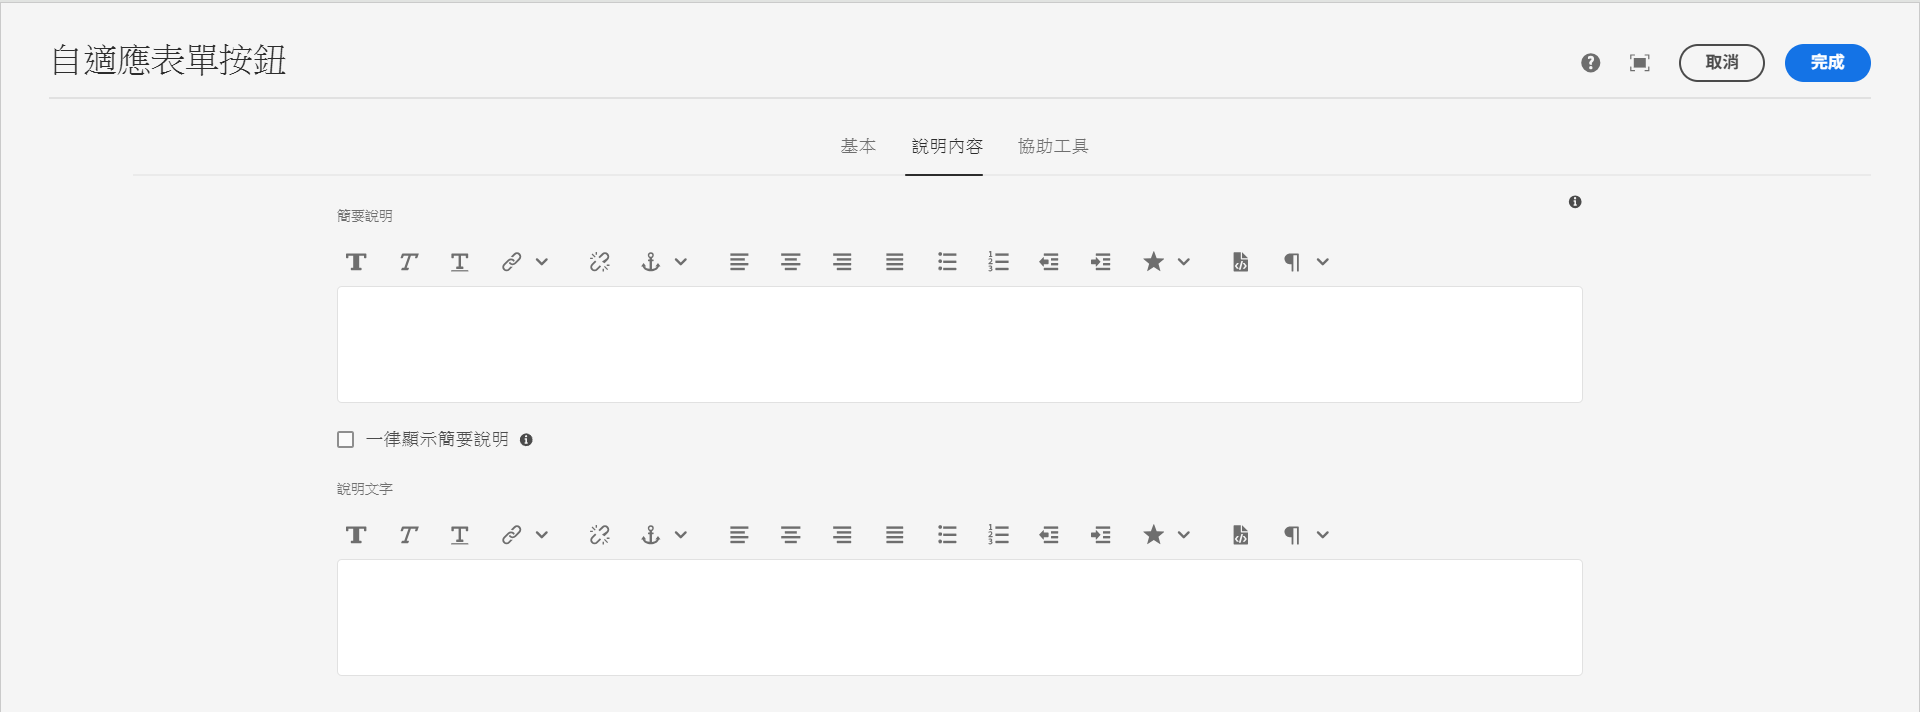 自適應表單按鈕
取消 完成
基本 說明內容 協助工具
簡要說明
一律顯示簡要說明
說明文字